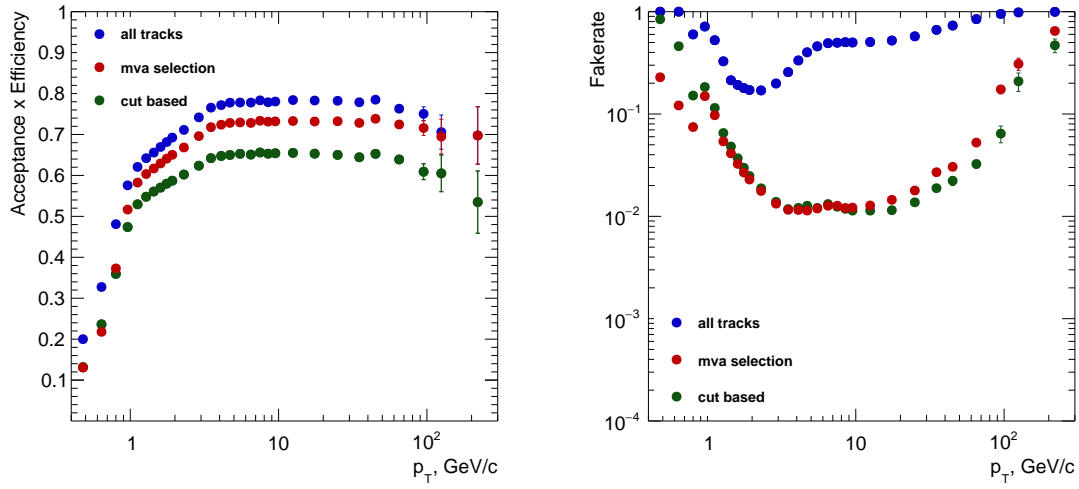 Acceptance x Efficiency
1
0.9
0.8
0.7
0.6
0.5
0.4
0.3
0.2
0.1
all tracks
mva selection
cut based
1
10
10²
p_T, GeV/c
Fakerate
1
10⁻¹
10⁻²
10⁻³
10⁻⁴
all tracks
mva selection
cut based
1
10
10²
p_T, GeV/c